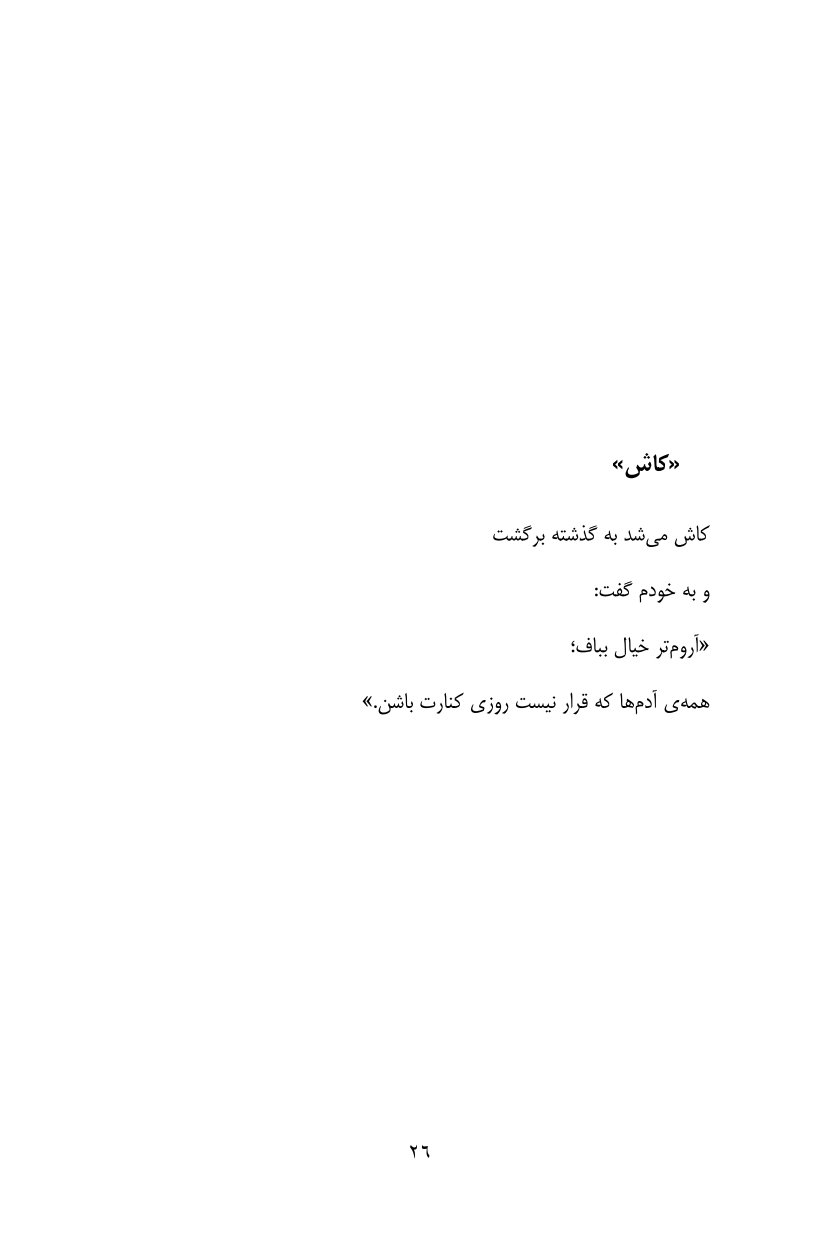 «کاش»
کاش می‌شد به گذشته برگشت
و به خودم گفت:
«آروم‌تر خیال بباف؛
همه‌ی آدم‌ها که قرار نیست روزی کنارت باشن.»
٢٦